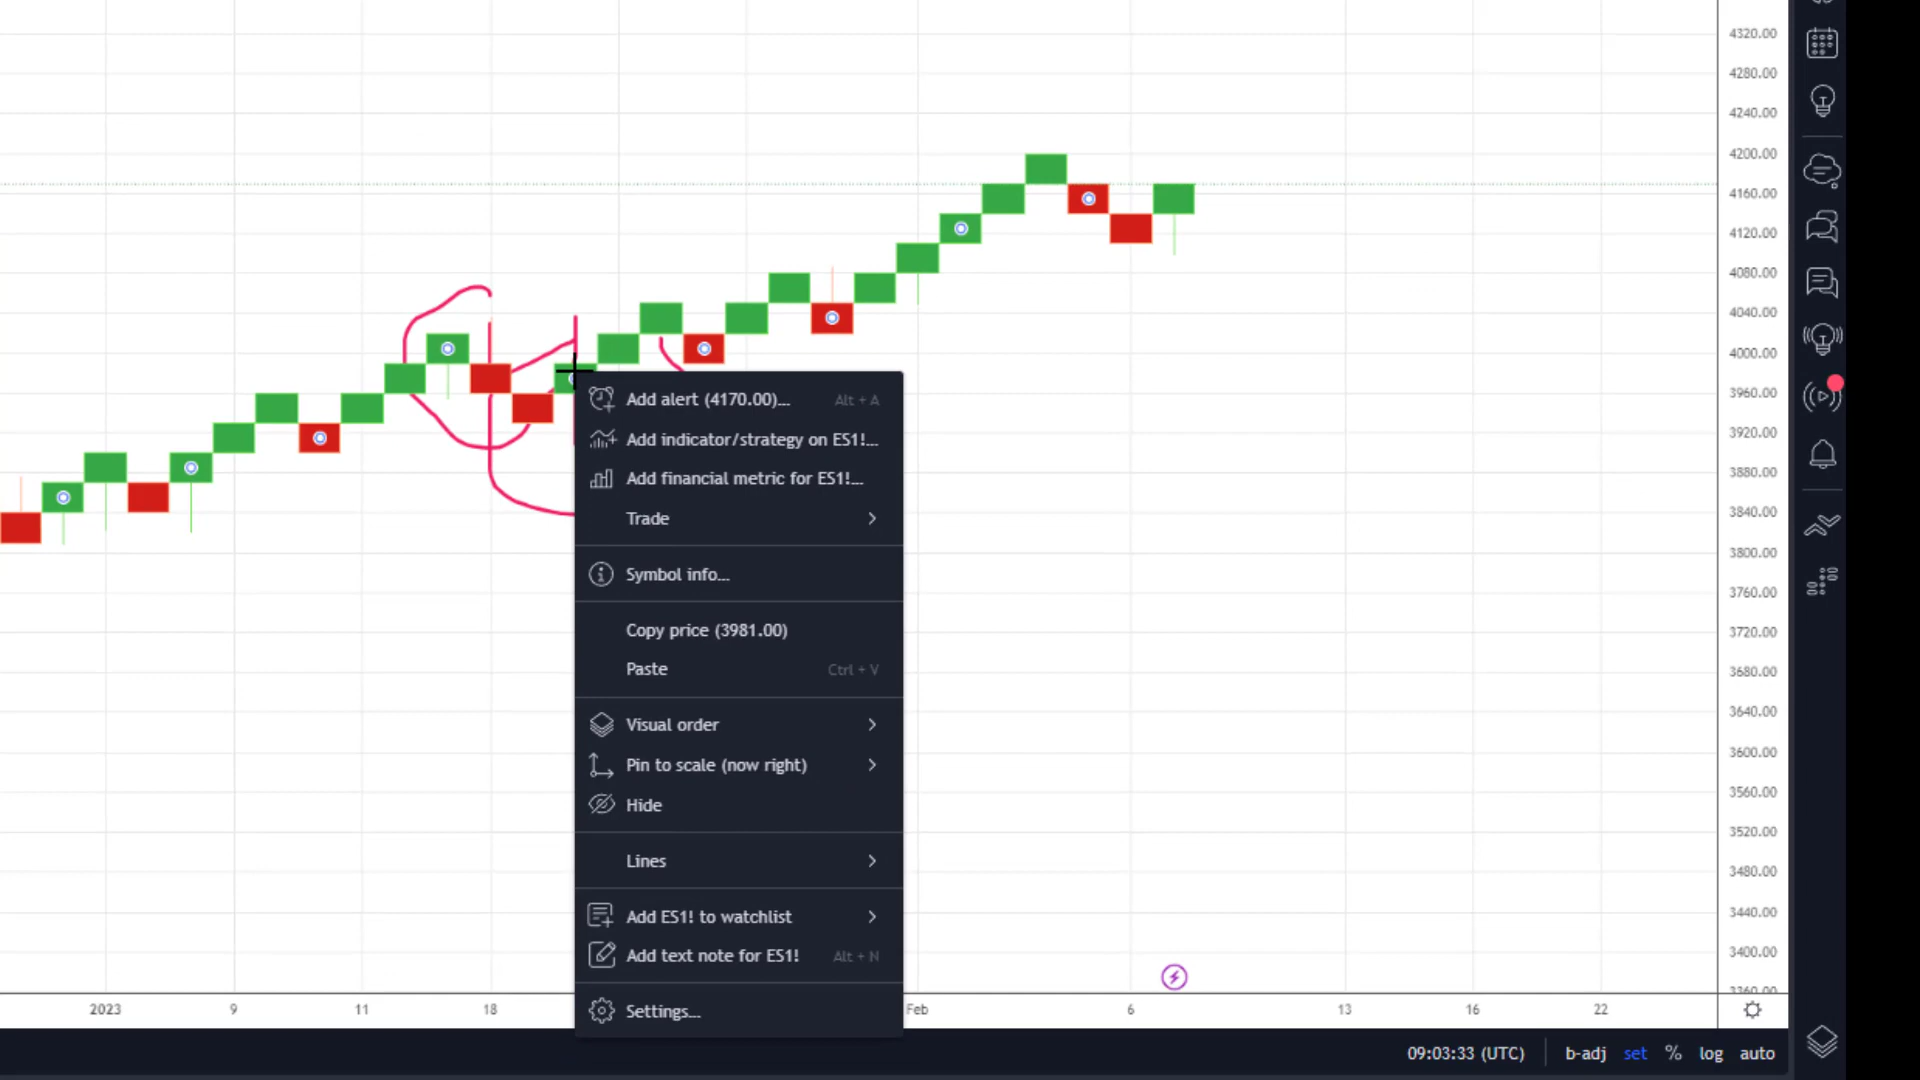 4320.00
4280.00
4240.00
4200.00
4160.00
4120.00
4080.00
4040.00
4000.00
3960.00
3920.00
3880.00
3840.00
3800.00
3760.00
3720.00
3680.00
3640.00
3600.00
3560.00
3520.00
3480.00
3440.00
3400.00
3360.00
Add alert (4170.00)... Alt + A
Add indicator/strategy on ES1!...
Add financial metric for ES1!...
Trade
Symbol info...
Copy price (3981.00)
Paste Ctrl + V
Visual order
Pin to scale (now right)
Hide
Lines
Add ES1! to watchlist
Add text note for ES1! Alt + N
Settings...
2023 9 11 18 Feb 6 13 16 22
09:03:33 (UTC) b-adj set % log auto